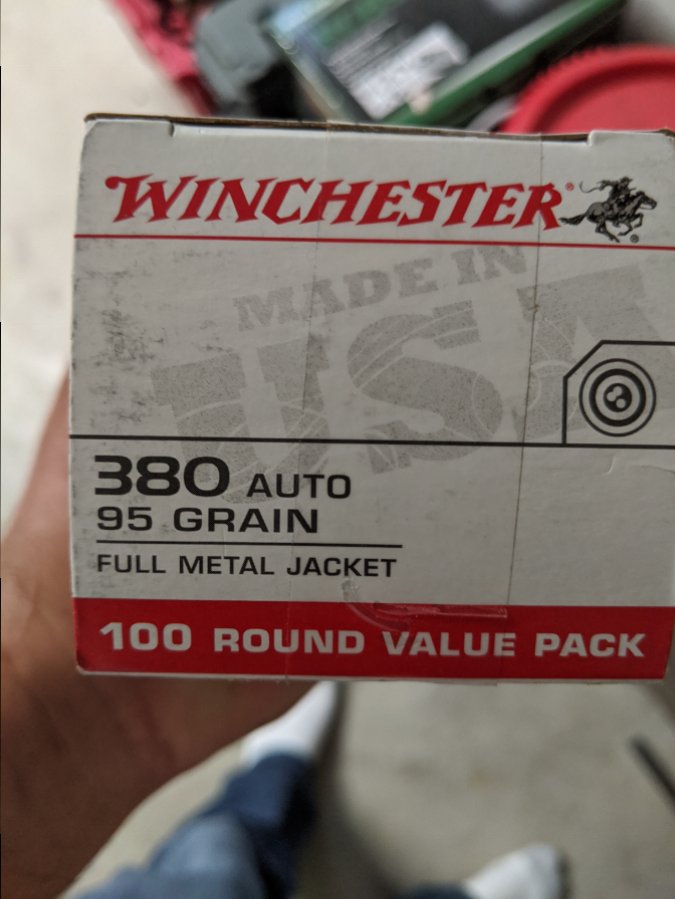 WINCHESTER®
MADE IN
USA
380 AUTO
95 GRAIN
FULL METAL JACKET
100 ROUND VALUE PACK